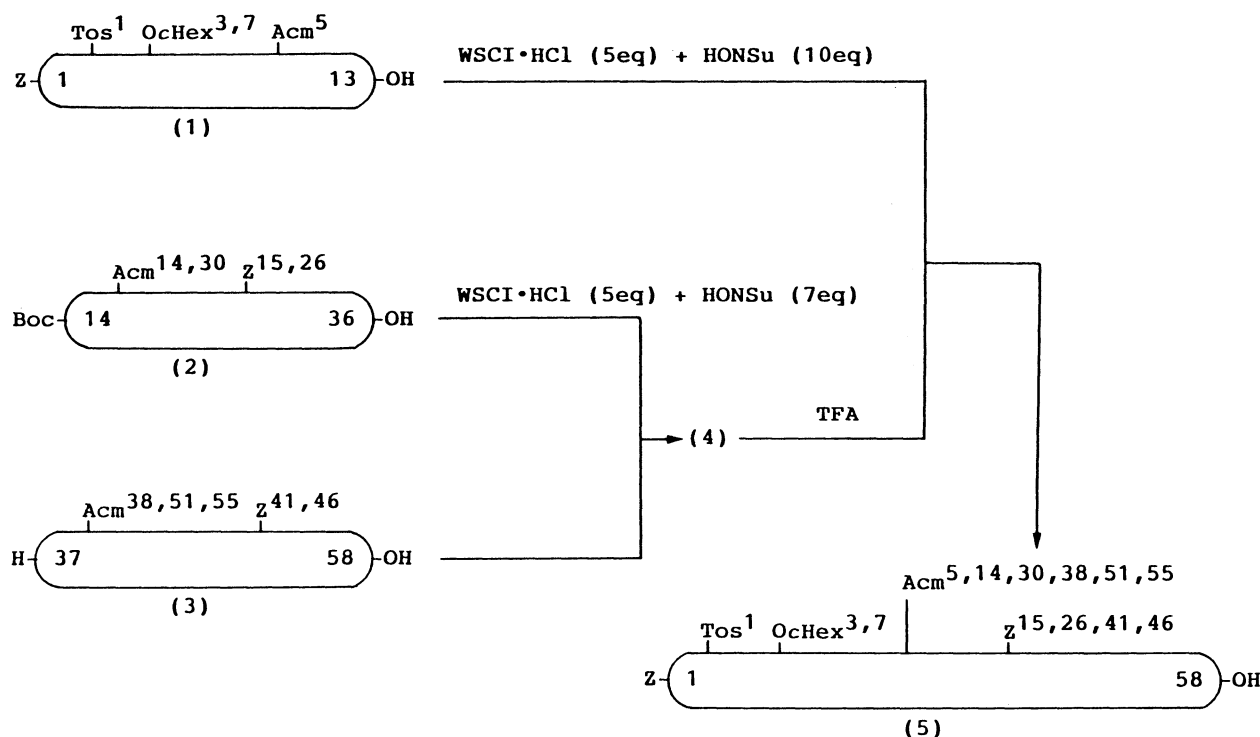 Tos1 OcHex3,7 Acm5
WSCI•HCl (5eq) + HONSu (10eq)
Z 1 13 OH
(1)
Acm14,30 Z15,26
WSCI•HCl (5eq) + HONSu (7eq)
Boc 14 36 OH
(2)
TFA
(4)
Acm38,51,55 Z41,46
H 37 58 OH
(3)
Acm5,14,30,38,51,55
Tos1 OcHex3,7 Z15,26,41,46
Z 1 58 OH
(5)